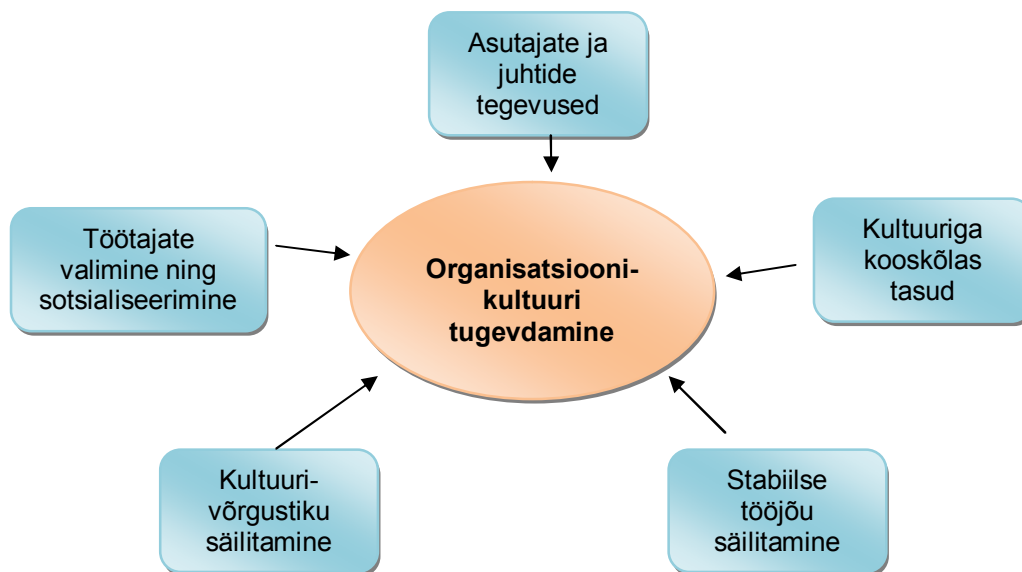 Asutajate ja
juhtide
tegevused
Töötajate
valimine ning
sotsialiseerimine
Organisatsiooni-
kultuuri
tugevdamine
Kultuuriga
kooskõlas
tasud
Kultuuri-
võrgustiku
säilitamine
Stabiilse
tööjõu
säilitamine